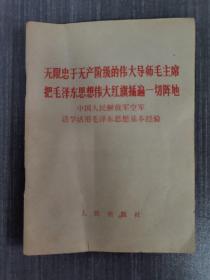 无限忠于无产阶级的伟大导师毛主席
把毛泽东思想伟大红旗插遍一切阵地
中国人民解放军空军
活学活用毛泽东思想基本经验
人民出版社